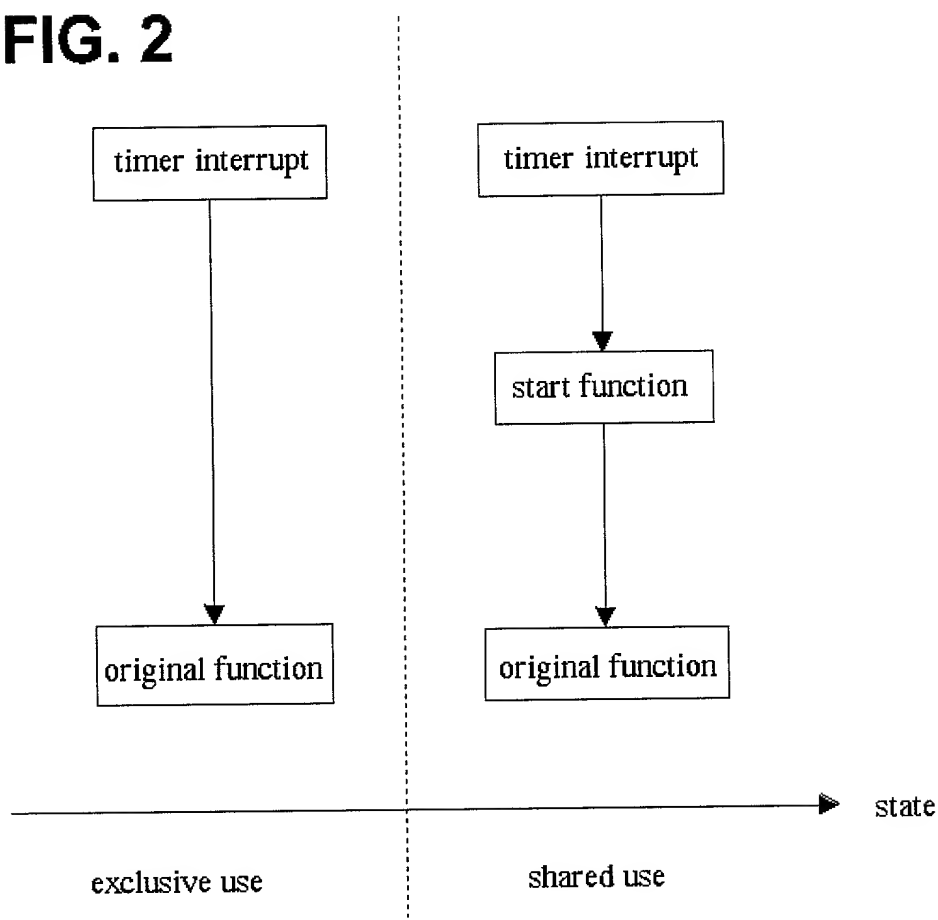 FIG. 2
timer interrupt
timer interrupt
start function
original function
original function
state
exclusive use
shared use